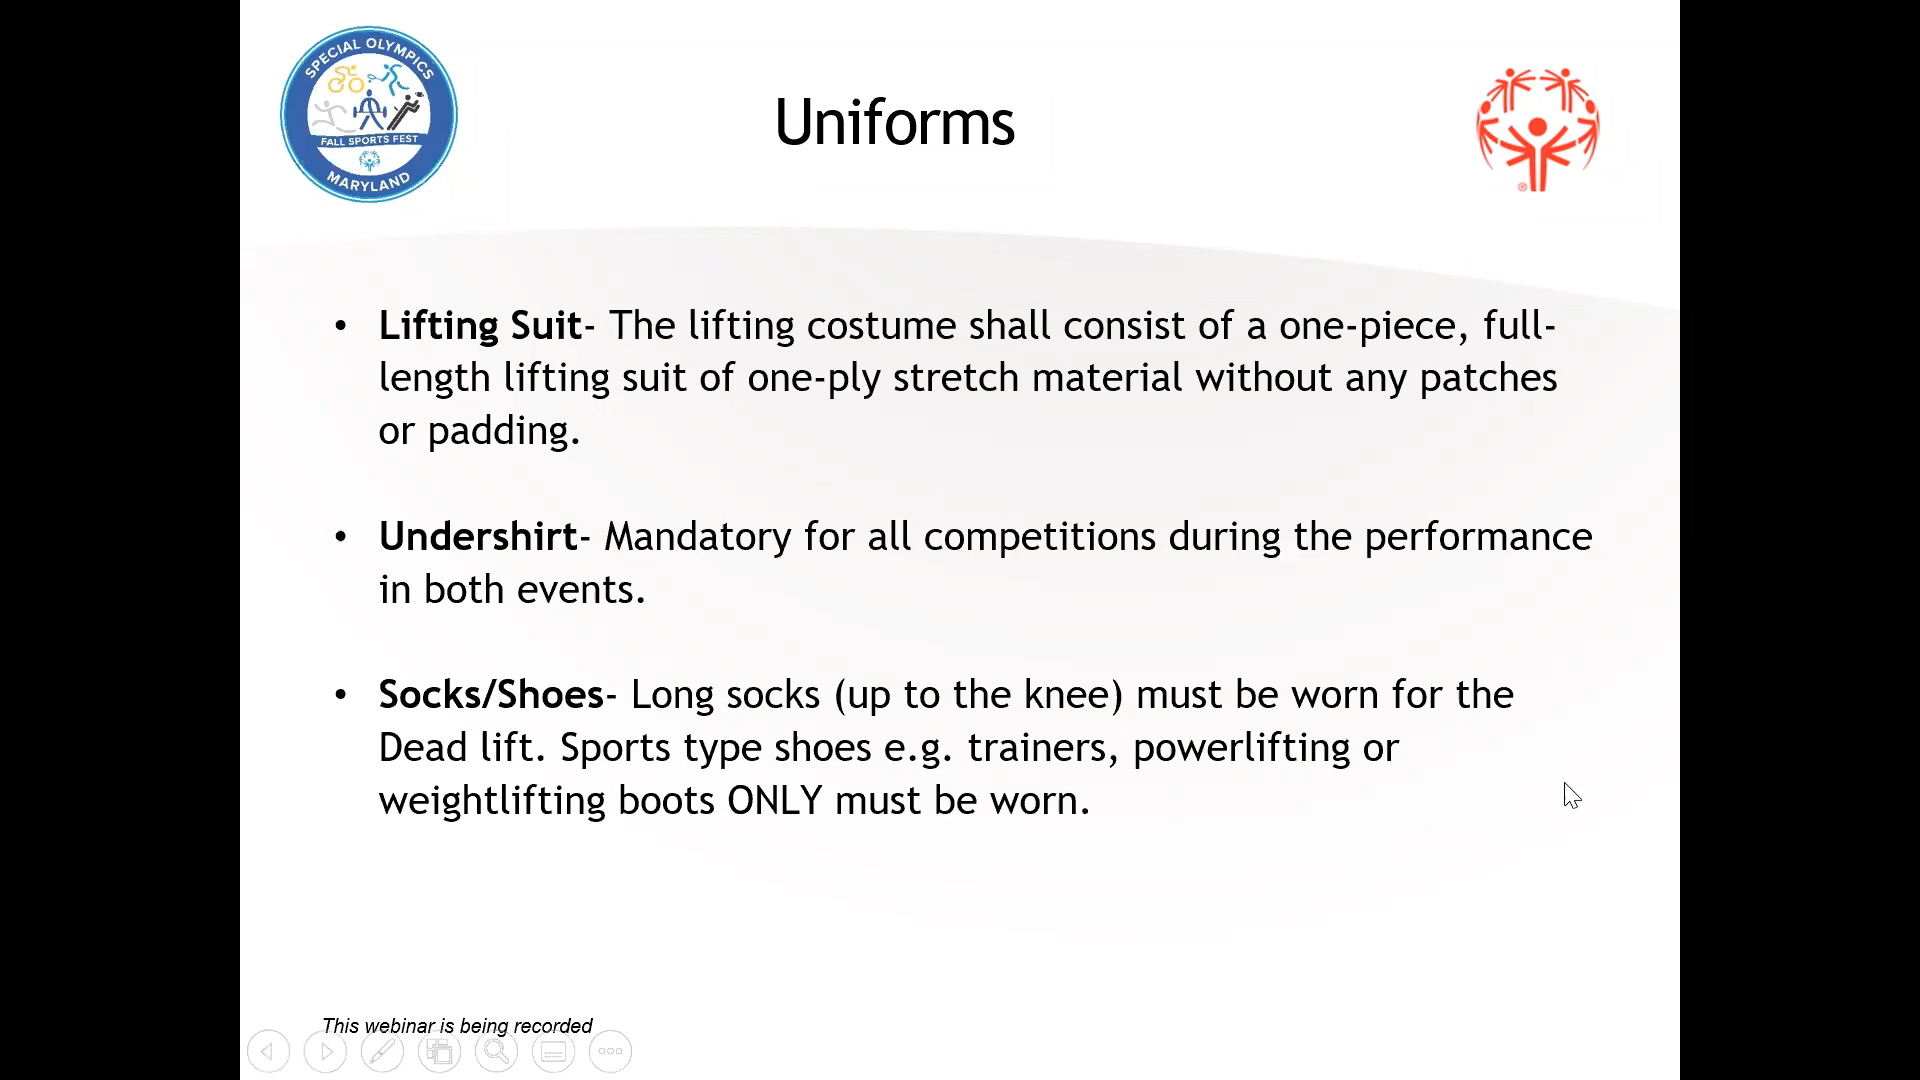 SPECIAL OLYMPICS
FALL SPORTS FEST
MARYLAND
Uniforms
®
• Lifting Suit- The lifting costume shall consist of a one-piece, full-
length lifting suit of one-ply stretch material without any patches
or padding.
• Undershirt- Mandatory for all competitions during the performance
in both events.
• Socks/Shoes- Long socks (up to the knee) must be worn for the
Dead lift. Sports type shoes e.g. trainers, powerlifting or
weightlifting boots ONLY must be worn.
This webinar is being recorded